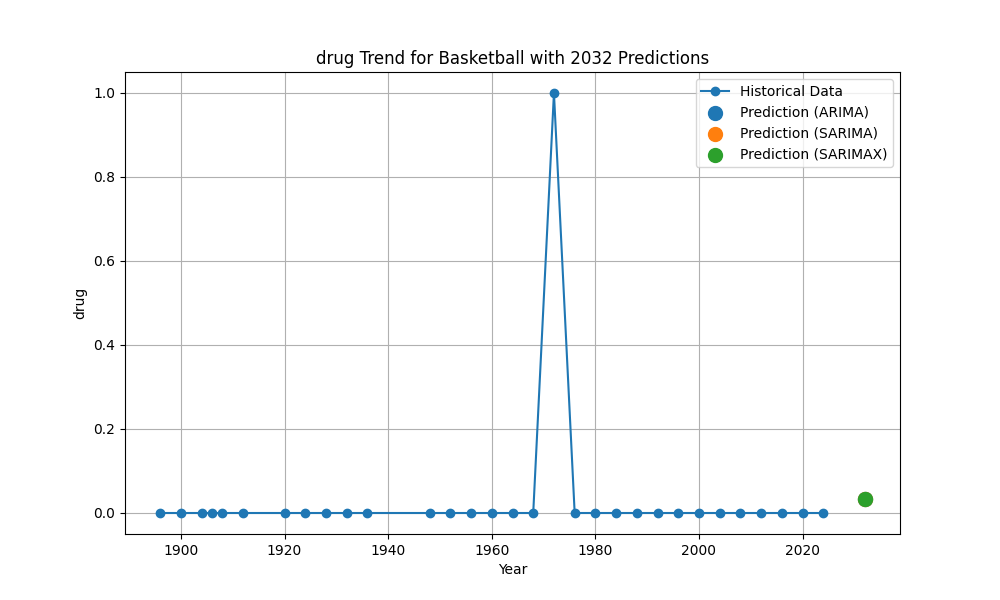 drug Trend for Basketball with 2032 Predictions
Historical Data
Prediction (ARIMA)
Prediction (SARIMA)
Prediction (SARIMAX)
1.0
0.8
0.6
0.4
0.2
0.0
drug
1900 1920 1940 1960 1980 2000 2020
Year